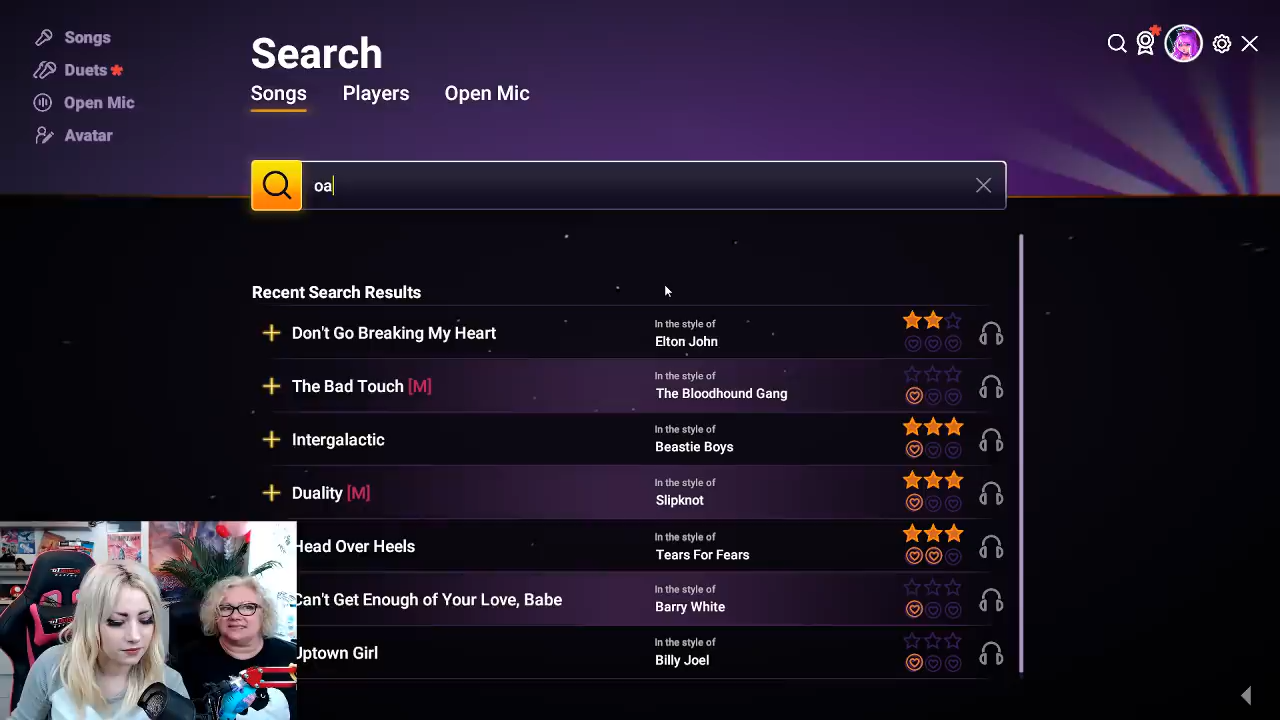 Songs
Duets *
Open Mic
Avatar
Search
Songs Players Open Mic
oa
Recent Search Results
Don't Go Breaking My Heart
In the style of
Elton John
The Bad Touch [M]
In the style of
The Bloodhound Gang
Intergalactic
In the style of
Beastie Boys
Duality [M]
In the style of
Slipknot
Head Over Heels
In the style of
Tears For Fears
Can't Get Enough of Your Love, Babe
In the style of
Barry White
Uptown Girl
In the style of
Billy Joel